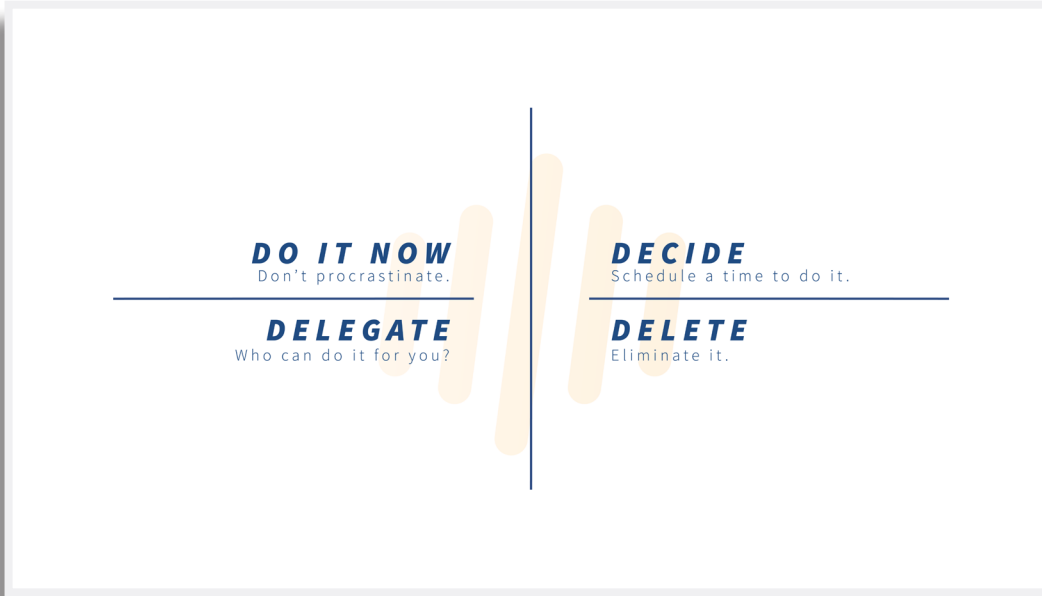 DO IT NOW
Don't procrastinate.
DECIDE
Schedule a time to do it.
DELEGATE
Who can do it for you?
DELETE
Eliminate it.